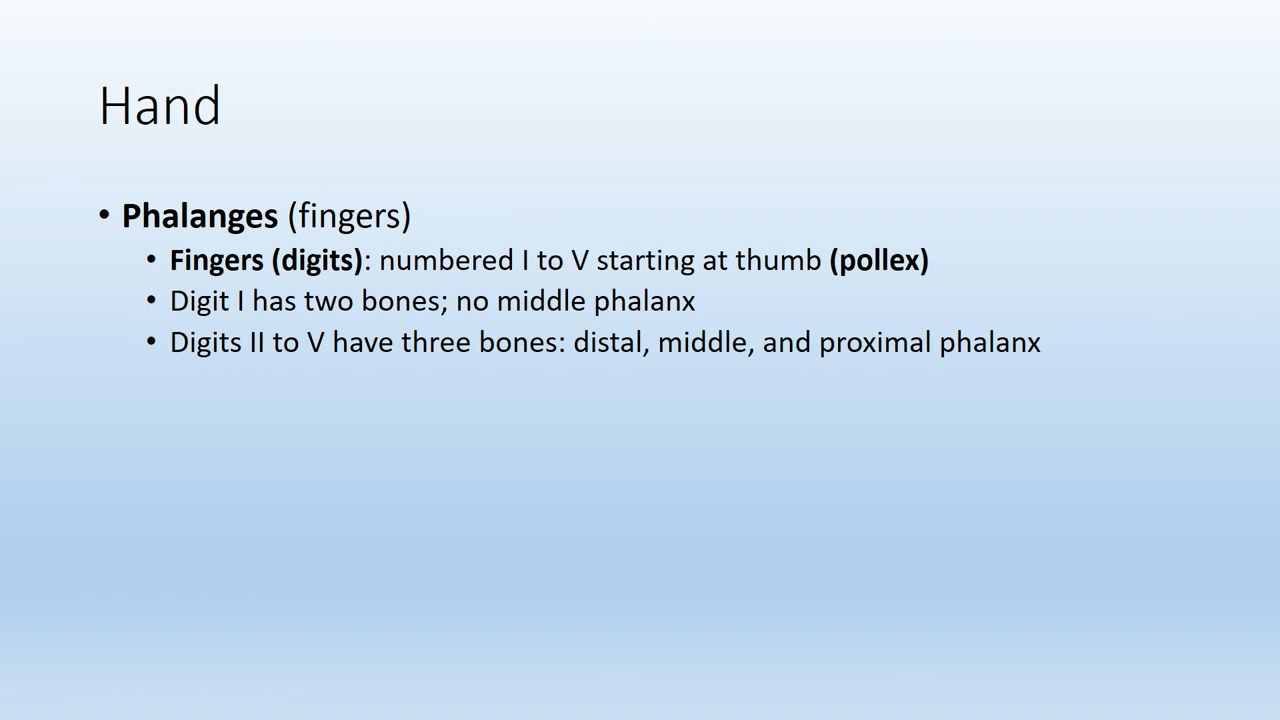 Hand
• Phalanges (fingers)
• Fingers (digits): numbered I to V starting at thumb (pollex)
• Digit I has two bones; no middle phalanx
• Digits II to V have three bones: distal, middle, and proximal phalanx